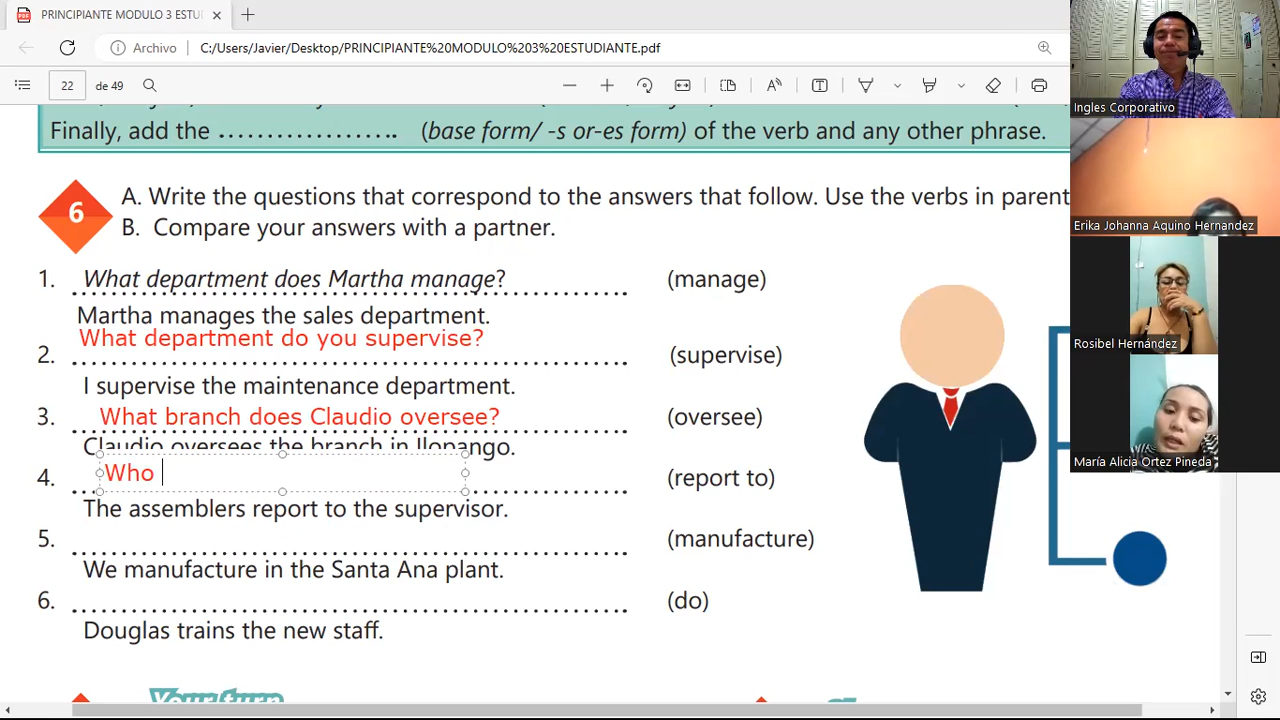 PRINCIPIANTE MODULO 3 ESTU
Archivo
C:/Users/Javier/Desktop/PRINCIPIANTE%20MODULO%203%20ESTUDIANTE.pdf
22
de 49
Ingles Corporativo
Erika Johanna Aquino Hernandez
Rosibel Hernández
María Alicia Ortez Pineda
Finally, add the ……………….. (base form/ -s or-es form) of the verb and any other phrase.
6
A. Write the questions that correspond to the answers that follow. Use the verbs in parent
B. Compare your answers with a partner.
1. What department does Martha manage? (manage)
Martha manages the sales department.
What department do you supervise?
2. (supervise)
I supervise the maintenance department.
3. What branch does Claudio oversee? (oversee)
Claudio oversees the branch in Ilopango.
4. Who (report to)
The assemblers report to the supervisor.
5. (manufacture)
We manufacture in the Santa Ana plant.
6. (do)
Douglas trains the new staff.
Your turn